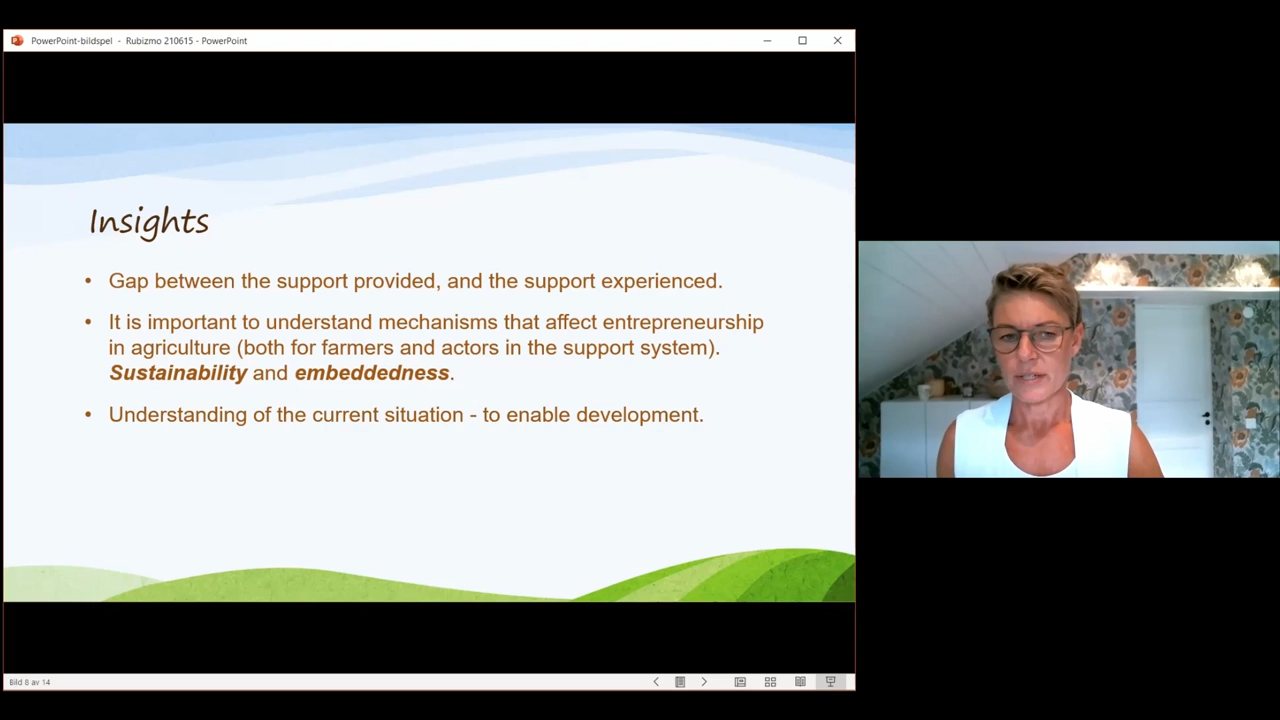 PowerPoint-bildspel - Rubizmo 210615 - PowerPoint
Insights
• Gap between the support provided, and the support experienced.
• It is important to understand mechanisms that affect entrepreneurship
in agriculture (both for farmers and actors in the support system).
Sustainability and embeddedness.
• Understanding of the current situation - to enable development.
Bild 8 av 14